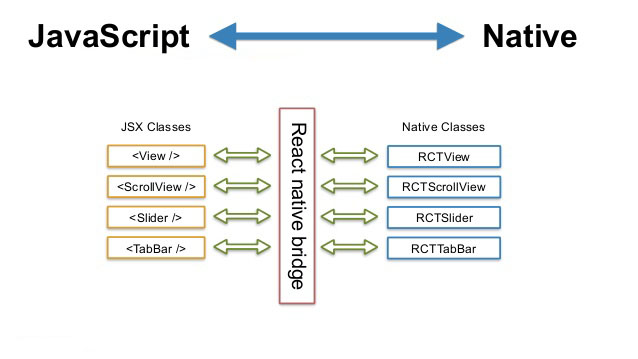 JavaScript
Native
JSX Classes
Native Classes
React native bridge
<View />
RCTView
<ScrollView />
RCTScrollView
<Slider />
RCTSlider
<TabBar />
RCTTabBar